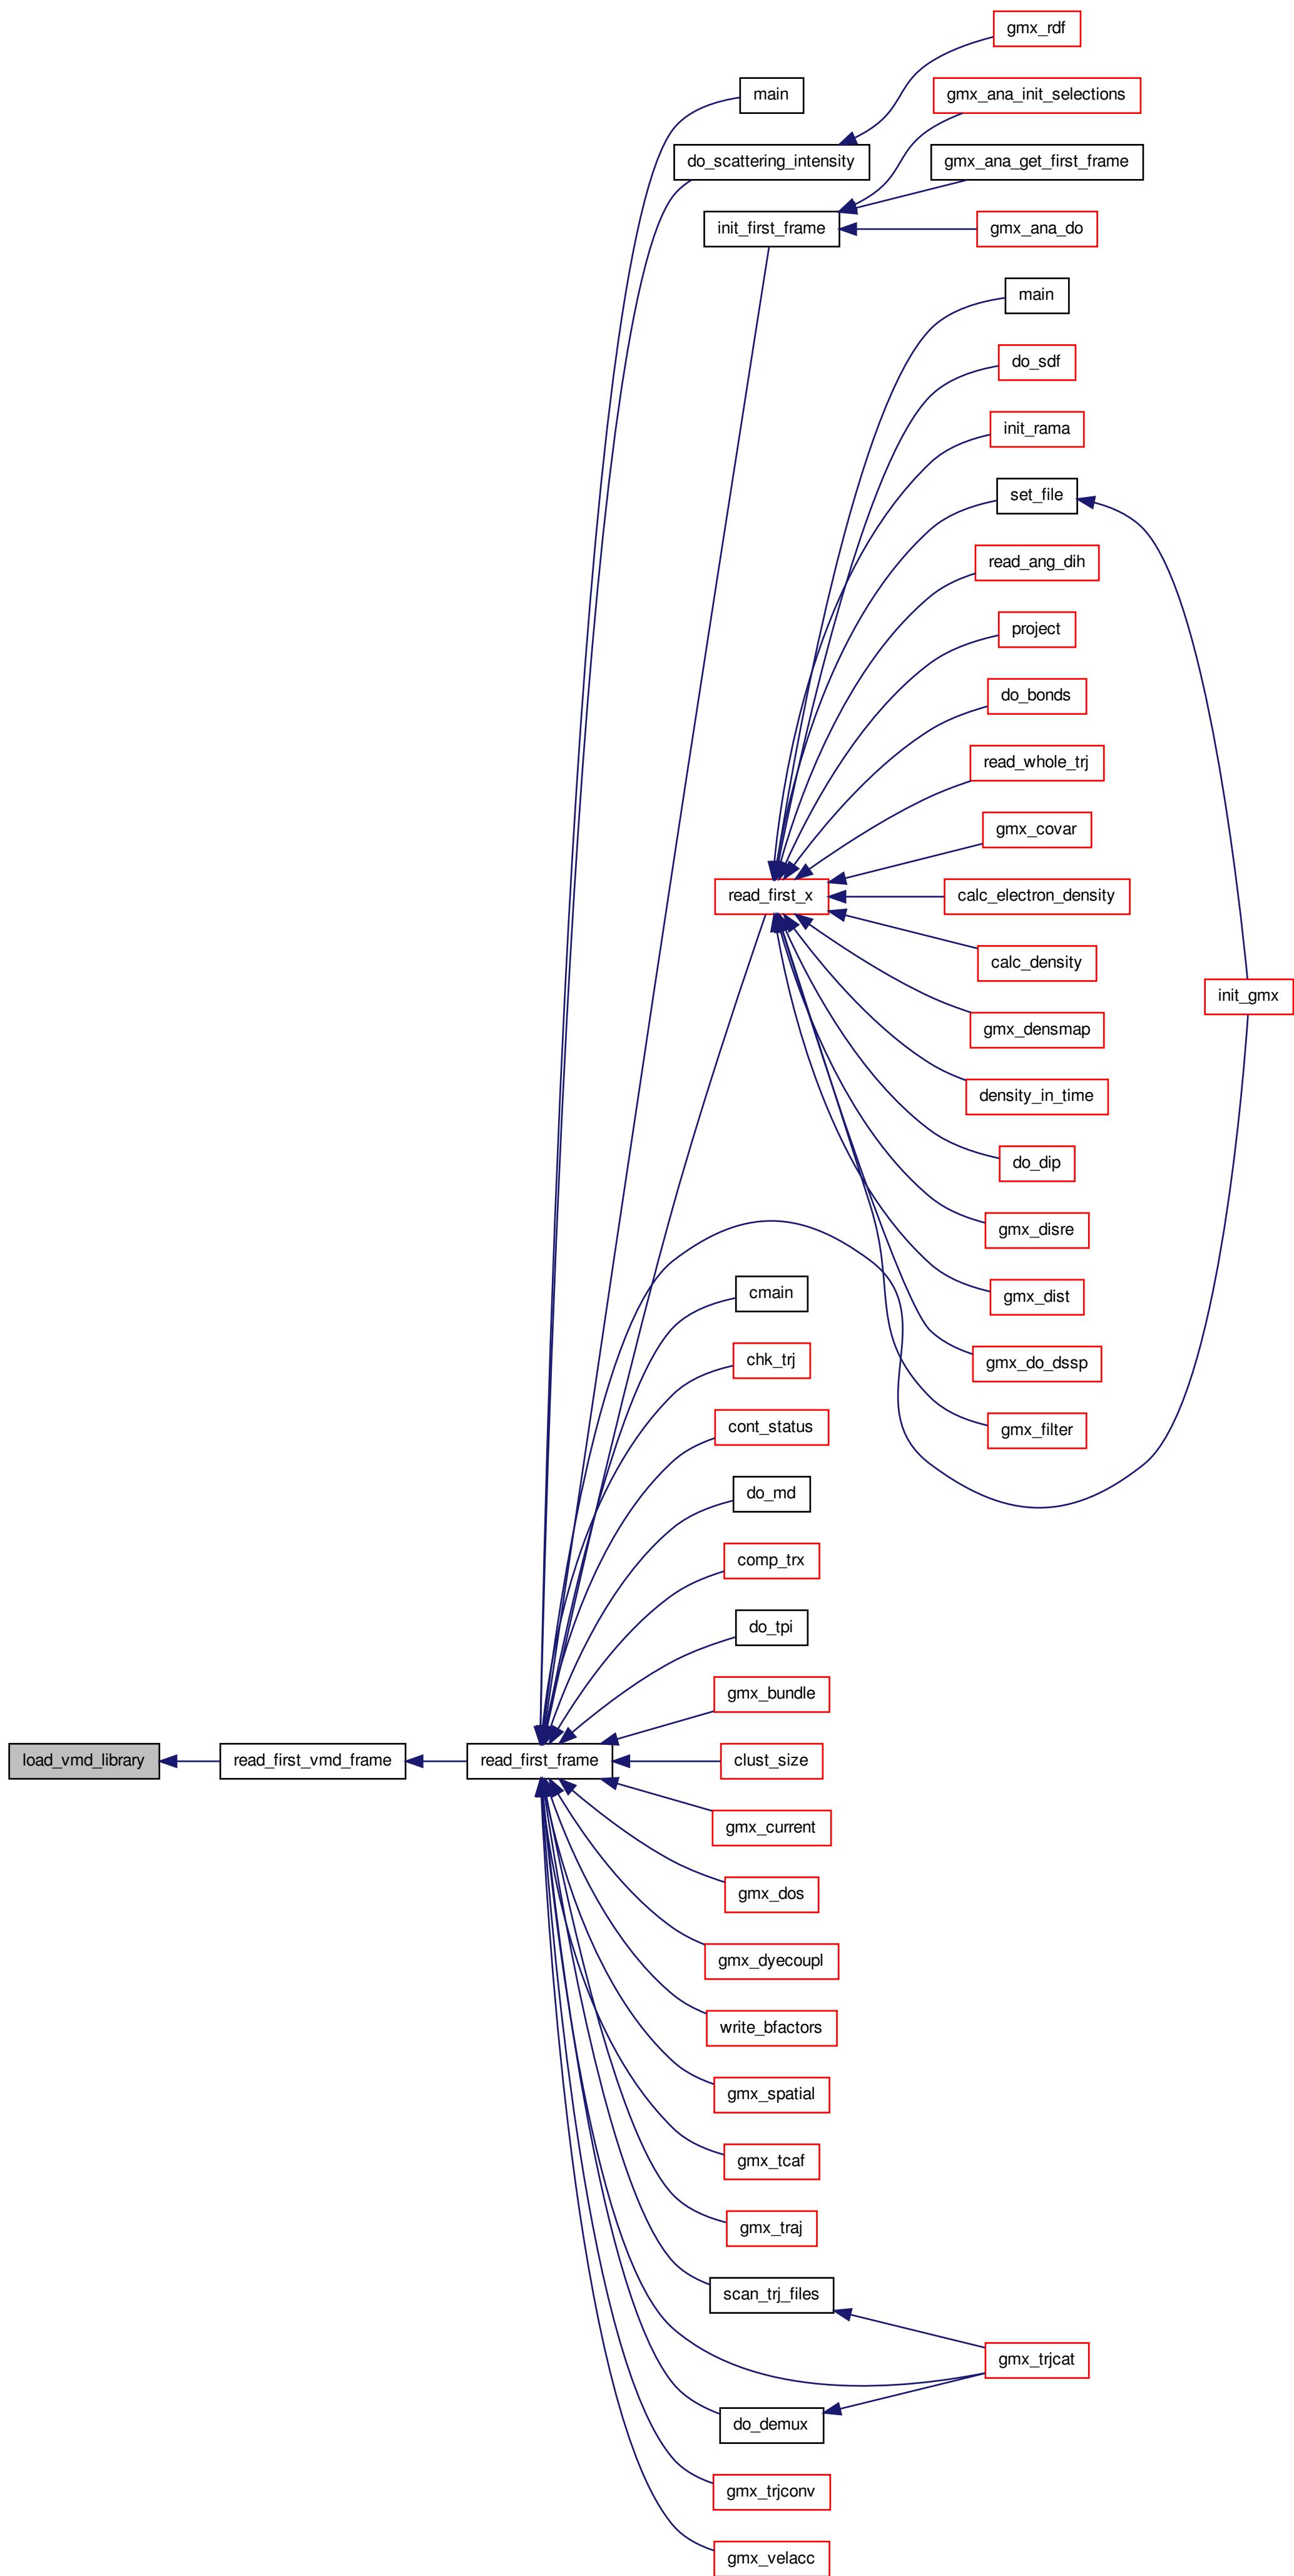 gmx_rdf
main
gmx_ana_init_selections
do_scattering_intensity
gmx_ana_get_first_frame
init_first_frame
gmx_ana_do
main
do_sdf
init_rama
set_file
read_ang_dih
project
do_bonds
read_whole_trj
gmx_covar
read_first_x
calc_electron_density
calc_density
init_gmx
gmx_densmap
density_in_time
do_dip
gmx_disre
cmain
gmx_dist
chk_trj
gmx_do_dssp
cont_status
gmx_filter
do_md
comp_trx
do_tpi
gmx_bundle
load_vmd_library
read_first_vmd_frame
read_first_frame
clust_size
gmx_current
gmx_dos
gmx_dyecoupl
write_bfactors
gmx_spatial
gmx_tcaf
gmx_traj
scan_trj_files
gmx_trjcat
do_demux
gmx_trjconv
gmx_velacc